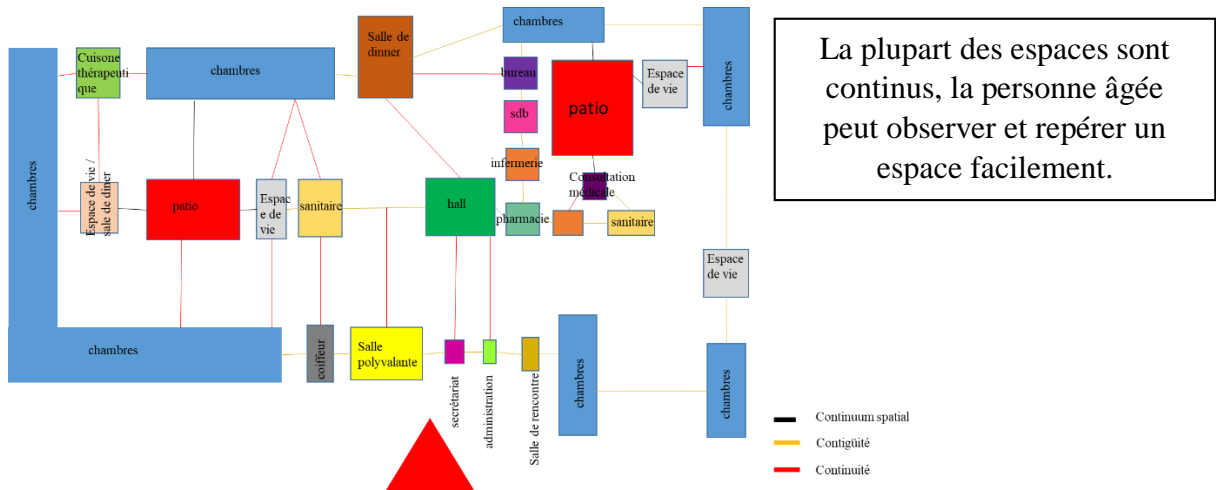 chambres
Salle de
dinner
Cuisone
thérapeuti
que
chambres
bureau
Espace
de vie
chambres
patio
sdb
infermerie
Consultation
médicale
chambres
Espace de vie /
sale de diner
patio
Espac
e de
vie
sanitaire
hall
pharmacie
sanitaire
Espace
de vie
chambres
coiffeur
Salle
polyvalante
secrétariat
administration
Salle de rencontre
chambres
chambres
La plupart des espaces sont
continus, la personne âgée
peut observer et repérer un
espace facilement.
Continuum spatial
Contigüité
Continuité